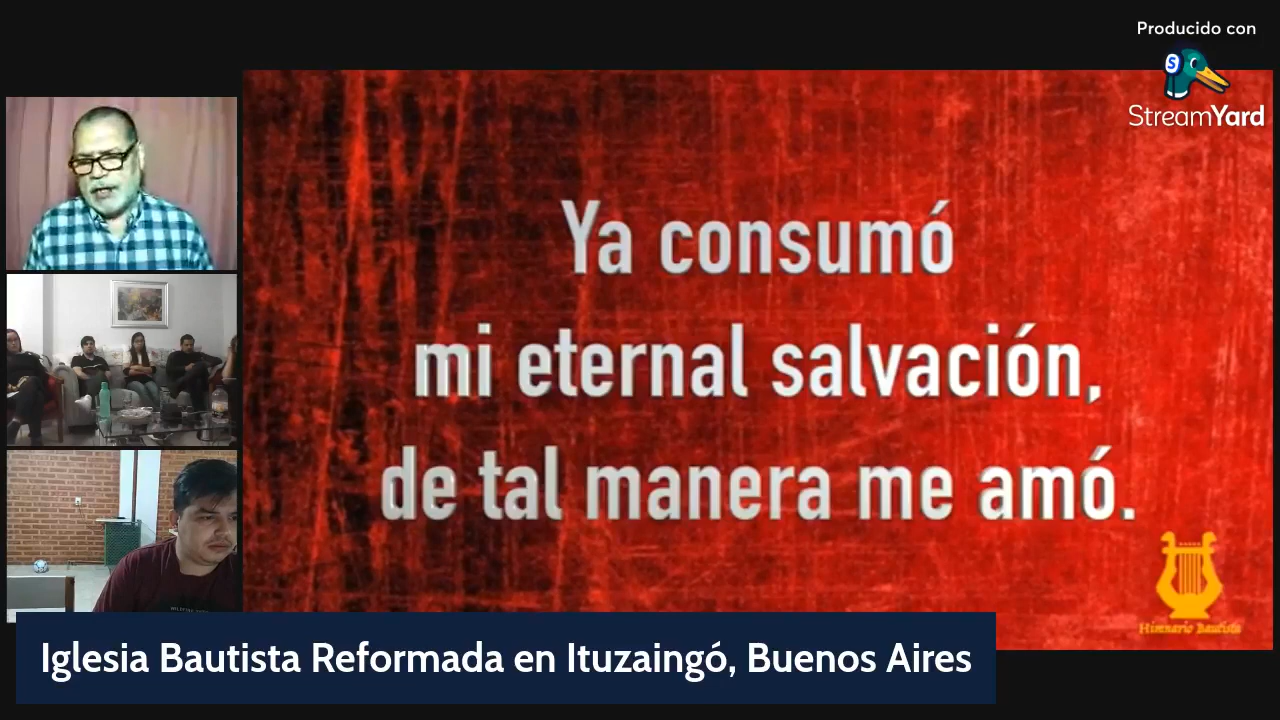 Producido con
StreamYard
Ya consumó
mi eternal salvación,
de tal manera me amó.
Himnario Bautista
Iglesia Bautista Reformada en Ituzaingó, Buenos Aires